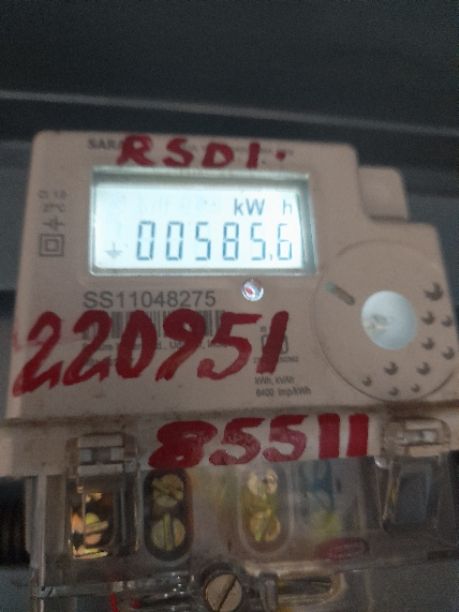 RSDI.
kW h
00585.6
SS11048275
220951
kWh, kVAh
6400 imp/kWh
85511